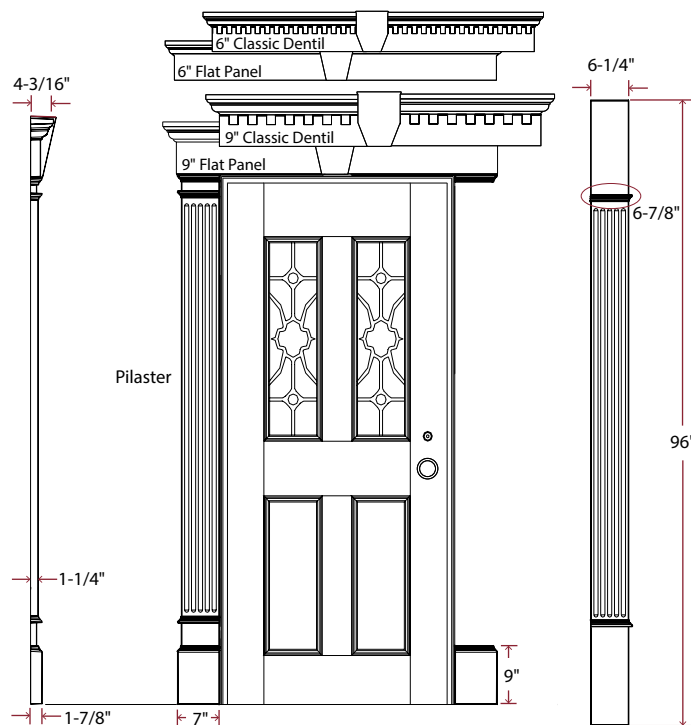 6" Classic Dentil
6" Flat Panel
4-3/16"
6-1/4"
9" Classic Dentil
9" Flat Panel
6-7/8"
Pilaster
96"
1-1/4"
9"
1-7/8"
7"